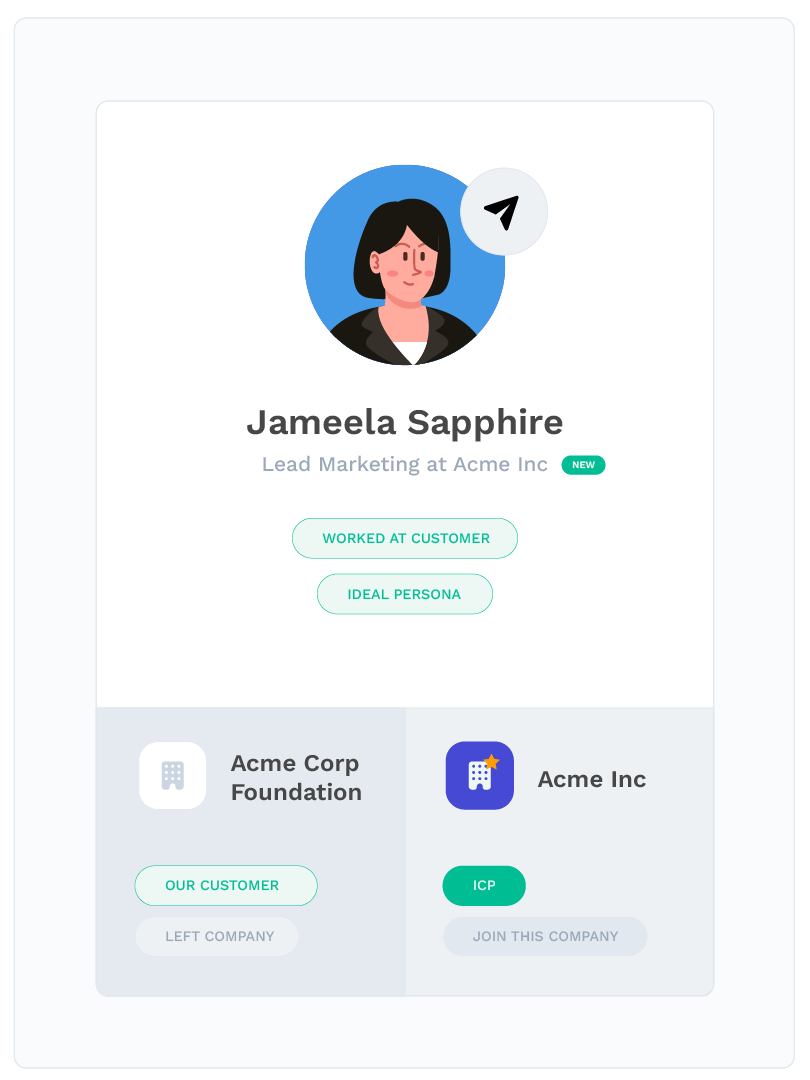 Jameela Sapphire
Lead Marketing at Acme Inc NEW
WORKED AT CUSTOMER
IDEAL PERSONA
Acme Corp
Foundation
OUR CUSTOMER
LEFT COMPANY
Acme Inc
ICP
JOIN THIS COMPANY